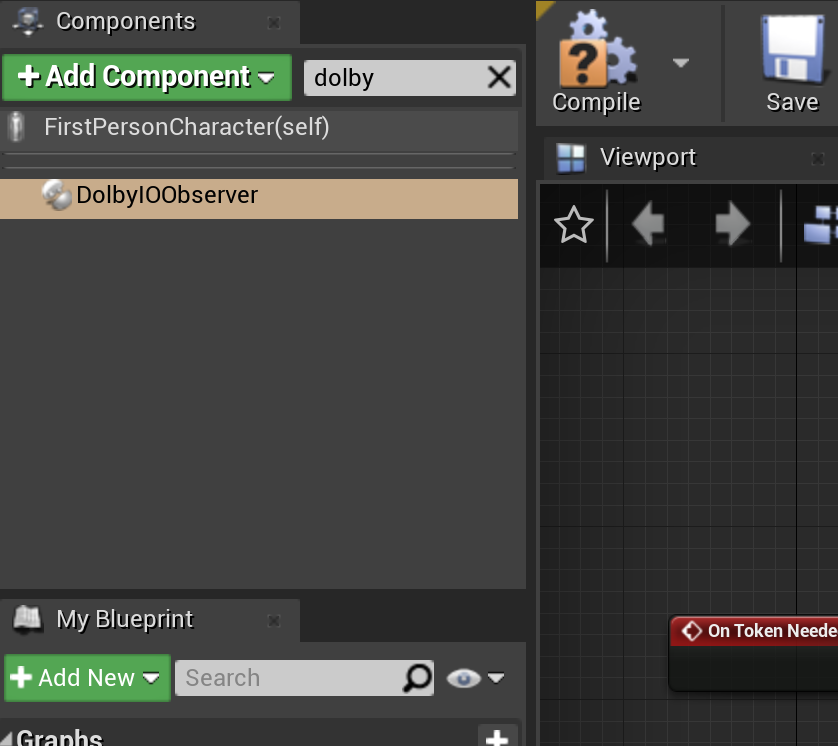 Components
Add Component
dolby
FirstPersonCharacter(self)
DolbyIOObserver
My Blueprint
Add New
Search
Graphs
Compile
Save
Viewport
On Token Neede